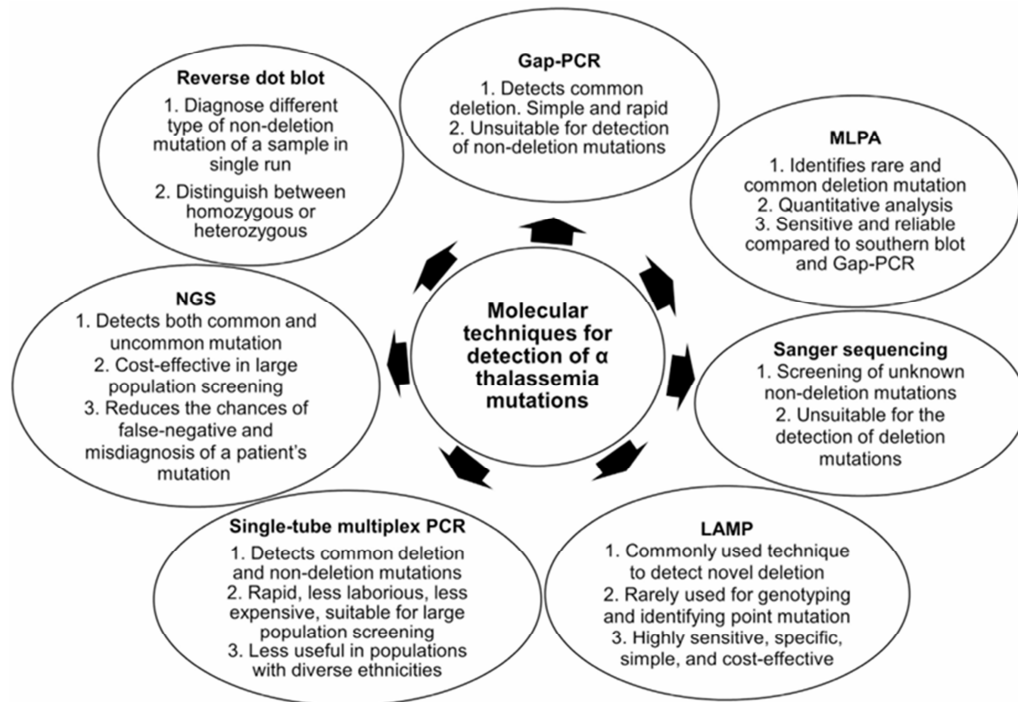 Gap-PCR
1. Detects common
deletion. Simple and rapid
2. Unsuitable for detection
of non-deletion mutations
Reverse dot blot
1. Diagnose different
type of non-deletion
mutation of a sample in
single run
2. Distinguish between
homozygous or
heterozygous
MLPA
1. Identifies rare and
common deletion mutation
2. Quantitative analysis
3. Sensitive and reliable
compared to southern blot
and Gap-PCR
NGS
1. Detects both common and
uncommon mutation
2. Cost-effective in large
population screening
3. Reduces the chances of
false-negative and
misdiagnosis of a patient's
mutation
Molecular
techniques for
detection of α
thalassemia
mutations
Sanger sequencing
1. Screening of unknown
non-deletion mutations
2. Unsuitable for the
detection of deletion
mutations
Single-tube multiplex PCR
1. Detects common deletion
and non-deletion mutations
2. Rapid, less laborious, less
expensive, suitable for large
population screening
3. Less useful in populations
with diverse ethnicities
LAMP
1. Commonly used technique
to detect novel deletion
2. Rarely used for genotyping
and identifying point mutation
3. Highly sensitive, specific,
simple, and cost-effective